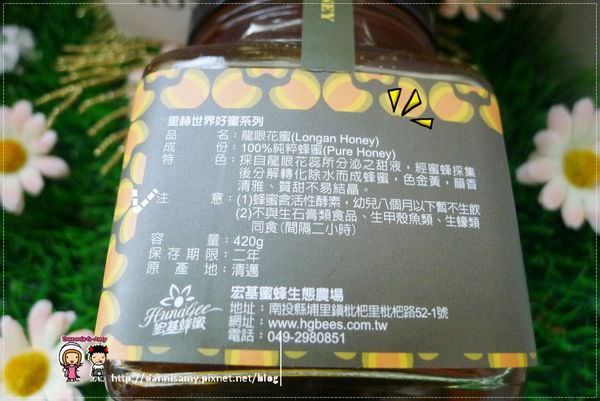 NEY
里赫世界好蜜系列
品　　名：龍眼花蜜(Longan Honey)
成　　份：100%純粹蜂蜜(Pure Honey)
特　　色：採自龍眼花蕊所分泌之甜液，經蜜蜂採集
後分解轉化除水而成蜂蜜，色金黃，韻香
清雅、質甜不易結晶。
注　　意：(1)蜂蜜含活性酵素，幼兒八個月以下暫不生飲
(2)不與生石膏類食品、生甲殼魚類、生蠔類
同食(間隔二小時)
容　　量：420g
保存期限：二年
原 產 地：清邁
HungGee
宏基蜂蜜
宏基蜜蜂生態農場
地址：南投縣埔里鎮枇杷里枇杷路52-1號
網址：www.hgbees.com.tw
電話：049-2980851
http://dannisamy.pixnet.net/blog